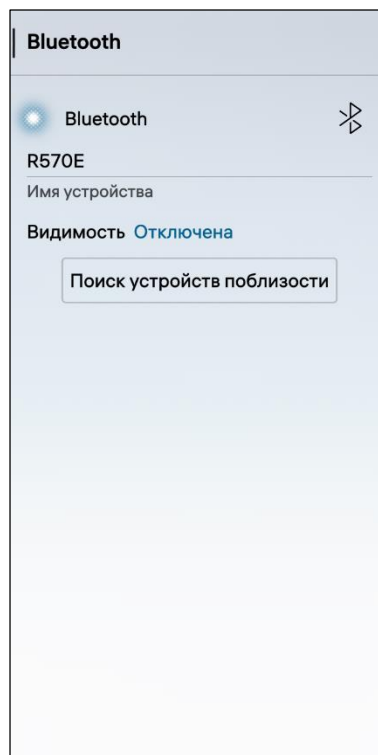 Bluetooth
Bluetooth
R570E
Имя устройства
Видимость Отключена
Поиск устройств поблизости